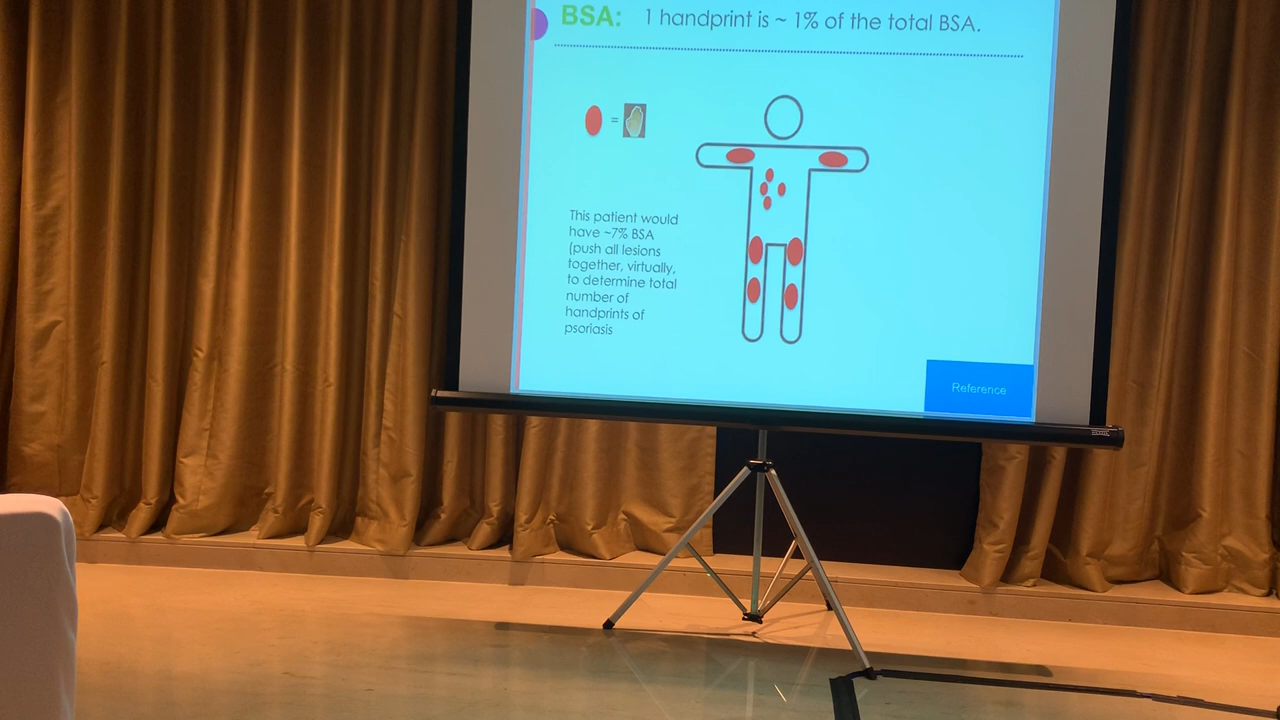 BSA: 1 handprint is ~ 1% of the total BSA.
=
This patient would
have ~7% BSA
(push all lesions
together, virtually,
to determine total
number of
handprints of
psoriasis
Reference